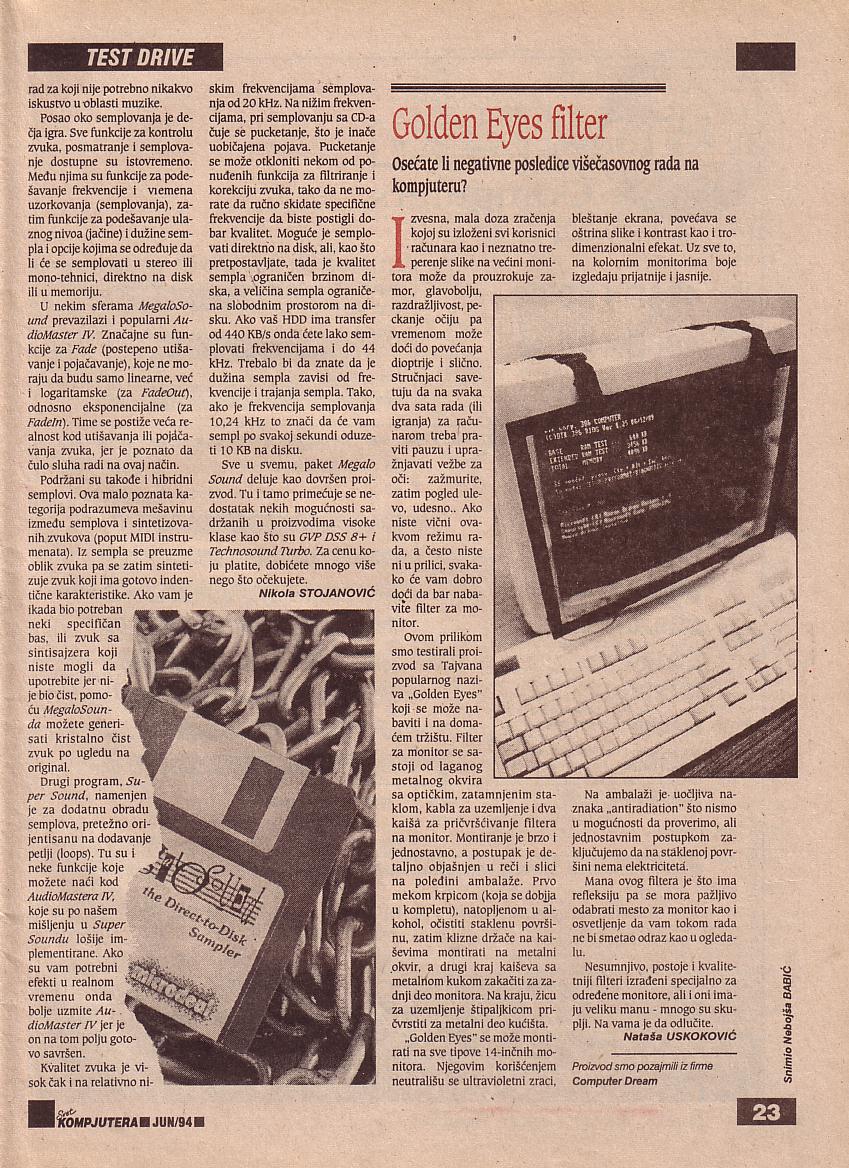 TEST DRIVE
rad za koji nije potrebno nikakvo
iskustvo u oblasti muzike.
Posao oko semplovanja je de-
čja igra. Sve funkcije za kontrolu
zvuka, posmatranje i semplova-
nje dostupne su istovremeno.
Među njima su funkcije za pode-
šavanje frekvencije i vremena
uzorkovanja (semplovanja), za-
tim funkcije za podešavanje ula-
znog nivoa (jačine) i dužine sem-
pla i opcije kojima se određuje da
li će se semplovati u stereo ili
mono-tehnici, direktno na disk
ili u memoriju.
U nekim sferama MegaloSo-
und prevazilazi i popularni Au-
dioMaster IV. Značajne su fun-
kcije za Fade (postepeno utiša-
vanje i pojačavanje), koje ne mo-
raju da budu samo linearne, već
i logaritamske (za FadeOut),
odnosno eksponencijalne (za
FadeIn). Time se postiže veća re-
alnost kod utišavanja ili pojača-
vanja zvuka, jer je poznato da
čulo sluha radi na ovaj način.
Podržani su takođe i hibridni
semplovi. Ova malo poznata ka-
tegorija podrazumeva mešavinu
između semplova i sintetizova-
nih zvukova (poput MIDI instru-
menata). Iz sempla se preuzme
oblik zvuka pa se zatim sinteti-
zuje zvuk koji ima gotovo inden-
tične karakteristike. Ako vam je
ikada bio potreban
neki specifičan
bas, ili zvuk sa
sintisajzera koji
niste mogli da
upotrebite jer ni-
je bio čist, pomo-
ću MegaloSoun-
da možete generi-
sati kristalno čist
zvuk po ugledu na
original.
Drugi program, Su-
per Sound, namenjen
je za dodatnu obradu
semplova, pretežno ori-
jentisanu na dodavanje
petlji (loops). Tu su i
neke funkcije koje
možete naći kod
AudioMastera IV,
koje su po našem
mišljenju u Super
Soundu lošije im-
plementirane. Ako
su vam potrebni
efekti u realnom
vremenu onda
bolje uzmite Au-
dioMaster IV jer je
on na tom polju goto-
vo savršen.
Kvalitet zvuka je vi-
sok čak i na relativno ni-
skim frekvencijama semplova-
nja od 20 kHz. Na nižim frekven-
cijama, pri semplovanju sa CD-a
čuje se pucketanje, što je inače
uobičajena pojava. Pucketanje
se može otkloniti nekom od po-
nuđenih funkcija za filtriranje i
korekciju zvuka, tako da ne mo-
rate da ručno skidate specifične
frekvencije da biste postigli do-
bar kvalitet. Moguće je semplo-
vati direktno na disk, ali, kao što
pretpostavljate, tada je kvalitet
sempla ograničen brzinom di-
ska, a veličina sempla ograniče-
na slobodnim prostorom na di-
sku. Ako vaš HDD ima transfer
od 440 KB/s onda ćete lako sem-
plovati frekvencijama i do 44
kHz. Trebalo bi da znate da je
dužina sempla zavisi od fre-
kvencije i trajanja sempla. Tako,
ako je frekvencija semplovanja
10,24 kHz to znači da će vam
sempl po svakoj sekundi oduze-
ti 10 KB na disku.
Sve u svemu, paket Megalo
Sound deluje kao dovršen proi-
zvod. Tu i tamo primećuje se ne-
dostatak nekih mogućnosti sa-
držanih u proizvodima visoke
klase kao što su GVP DSS 8+ i
Technosound Turbo. Za cenu ko-
ju platite, dobićete mnogo više
nego što očekujete.
Nikola STOJANOVIĆ
the Direct-to-Disk
Sampler
microdeal
Golden Eyes filter
Osećate li negativne posledice višečasovnog rada na
kompjuteru?
Izvesna, mala doza zračenja
kojoj su izloženi svi korisnici
računara kao i neznatno tre-
perenje slike na većini moni-
tora može da prouzrokuje za-
mor, glavobolju,
razdražljivost, pe-
ckanje očiju pa
vremenom može
doći do povećanja
dioptrije i slično.
Stručnjaci save-
tuju da na svaka
dva sata rada (ili
igranja) za raču-
narom treba pra-
viti pauzu i upra-
žnjavati vežbe za
oči: zažmurite,
zatim pogled ule-
vo, udesno.. Ako
niste vični ova-
kvom režimu ra-
da, a često niste
ni u prilici, svaka-
ko će vam dobro
doći da bar naba-
vite filter za mo-
nitor.
Ovom prilikom
smo testirali proi-
zvod sa Tajvana
popularnog nazi-
va „Golden Eyes”
koji se može na-
baviti i na doma-
ćem tržištu. Filter
za monitor se sa-
stoji od laganog
metalnog okvira
sa optičkim, zatamnjenim sta-
klom, kabla za uzemljenje i dva
kaiša za pričvršćivanje filtera
na monitor. Montiranje je brzo i
jednostavno, a postupak je de-
taljno objašnjen u reči i slici
na poleđini ambalaže. Prvo
mekom krpicom (koja se dobija
u kompletu), natopljenom u al-
kohol, očistiti staklenu površi-
nu, zatim klizne držače na kai-
ševima montirati na metalni
okvir, a drugi kraj kaiševa sa
metalnom kukom zakačiti za za-
dnji deo monitora. Na kraju, žicu
za uzemljenje štipaljkicom pri-
čvrstiti za metalni deo kućišta.
„Golden Eyes” se može monti-
rati na sve tipove 14-inčnih mo-
nitora. Njegovim korišćenjem
neutrališu se ultravioletni zraci,
bleštanje ekrana, povećava se
oštrina slike i kontrast kao i tro-
dimenzionalni efekat. Uz sve to,
na kolornim monitorima boje
izgledaju prijatnije i jasnije.
Na ambalaži je uočljiva na-
znaka „antiradiation” što nismo
u mogućnosti da proverimo, ali
jednostavnim postupkom za-
ključujemo da na staklenoj povr-
šini nema elektriciteta.
Mana ovog filtera je što ima
refleksiju pa se mora pažljivo
odabrati mesto za monitor kao i
osvetljenje da vam tokom rada
ne bi smetao odraz kao u ogleda-
lu.
Nesumnjivo, postoje i kvalite-
tniji filteri izrađeni specijalno za
određene monitore, ali i oni ima-
ju veliku manu - mnogo su sku-
plji. Na vama je da odlučite.
Nataša USKOKOVIĆ
Proizvod smo pozajmili iz firme
Computer Dream
Snimio Nebojša BABIĆ
Svet
KOMPJUTERA JUN/94
23